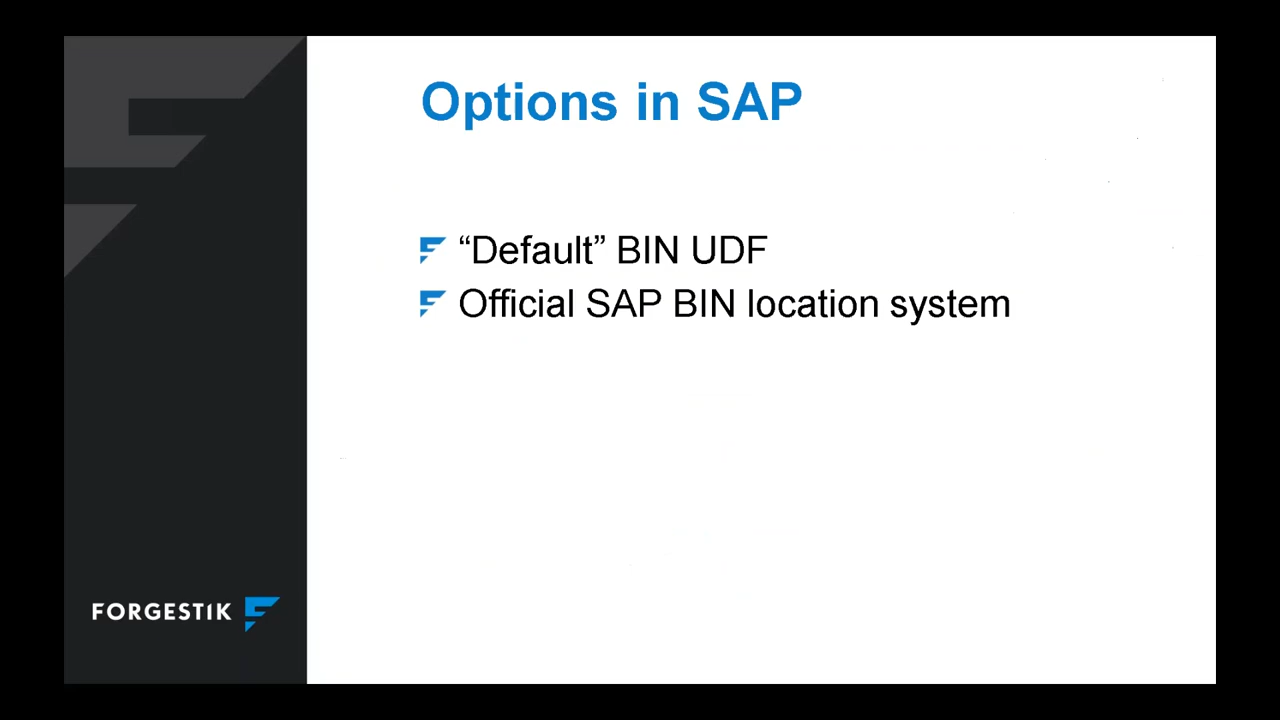 Options in SAP
“Default” BIN UDF
Official SAP BIN location system
FORGESTIK